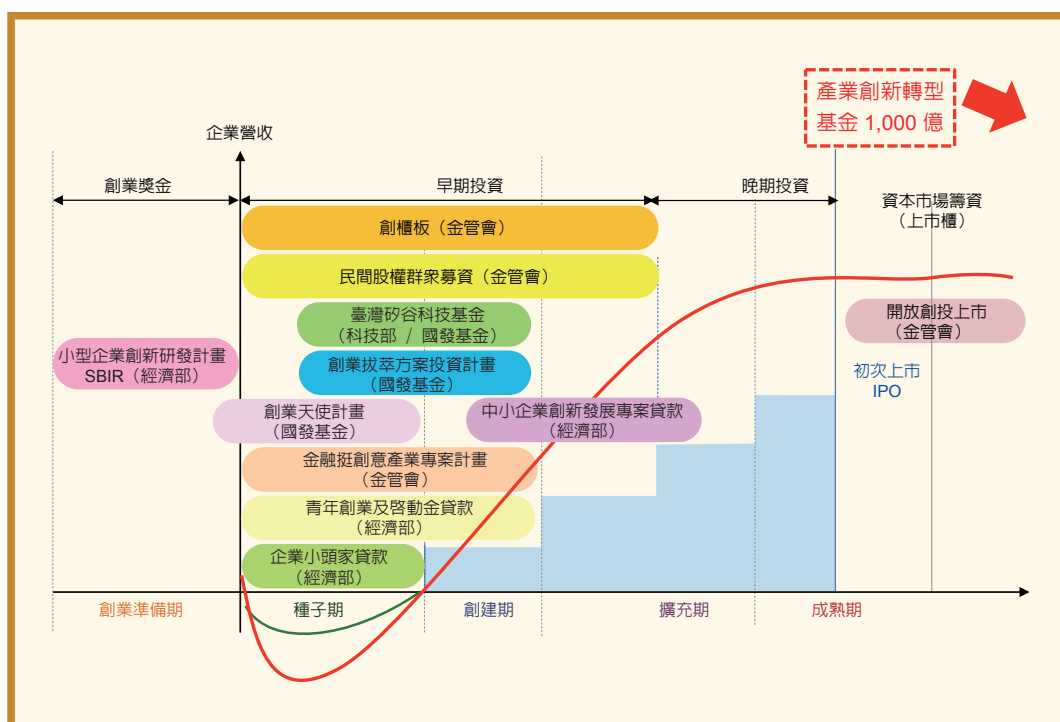 產業創新轉型
基金 1,000 億
企業營收
創業獎金
早期投資
晚期投資
資本市場籌資
（上市櫃）
創櫃板（金管會）
民間股權群眾募資（金管會）
臺灣矽谷科技基金
（科技部 / 國發基金）
開放創投上市
（金管會）
小型企業創新研發計畫
SBIR（經濟部）
創業拔萃方案投資計畫
（國發基金）
初次上市
IPO
創業天使計畫
（國發基金）
中小企業創新發展專案貸款
（經濟部）
金融挺創意產業專案計畫
（金管會）
青年創業及啓動金貸款
（經濟部）
企業小頭家貸款
（經濟部）
創業準備期
種子期
創建期
擴充期
成熟期